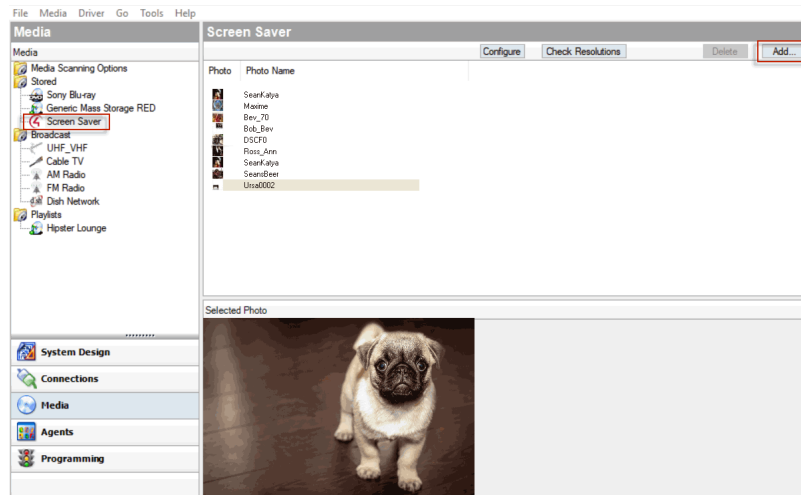 File Media Driver Go Tools Help
Media
Screen Saver
Media
Configure Check Resolutions Delete Add...
Media Scanning Options
Stored
Sony Blu-ray
Generic Mass Storage RED
Screen Saver
Broadcast
UHF_VHF
Cable TV
AM Radio
FM Radio
Dish Network
Playlists
Hipster Lounge
Photo Photo Name
SeanKatya
Maxime
Bev_70
Bob_Bev
DSCF0
Ross_Ann
SeanKatya
SeansBeer
Ursa0002
Selected Photo
System Design
Connections
Media
Agents
Programming